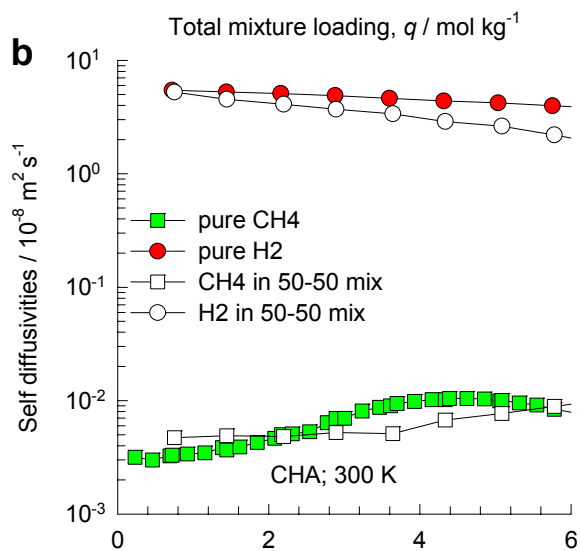 Total mixture loading, q / mol kg⁻¹
b
10¹
10⁰
10⁻¹
10⁻²
10⁻³
Self diffusivities / 10⁻⁸ m² s⁻¹
pure CH4
pure H2
CH4 in 50-50 mix
H2 in 50-50 mix
CHA; 300 K
0 2 4 6